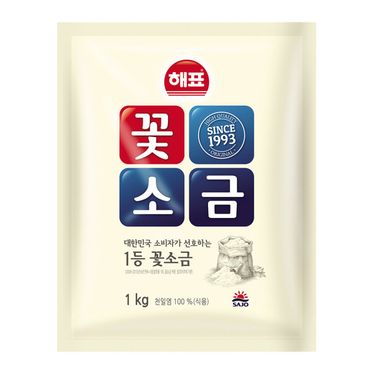 해표
꽃
HIGH QUALITY
SINCE
1993
ORIGINAL
소금
대한민국 소비자가 선호하는
1등 꽃소금
1kg 천일염 100%(식용)
SAJO